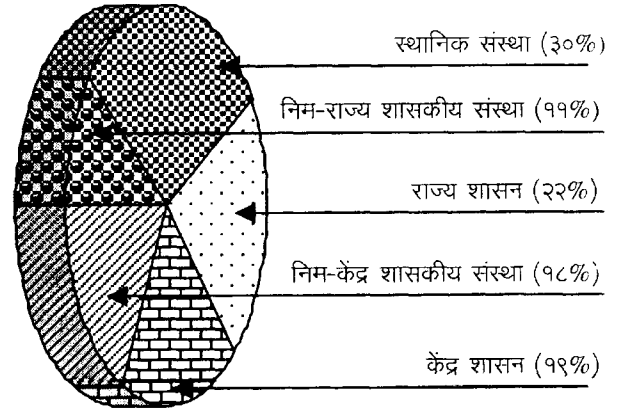 स्थानिक संस्था (३०%)
निम-राज्य शासकीय संस्था (११%)
राज्य शासन (२२%)
निम-केंद्र शासकीय संस्था (१८%)
केंद्र शासन (१९%)